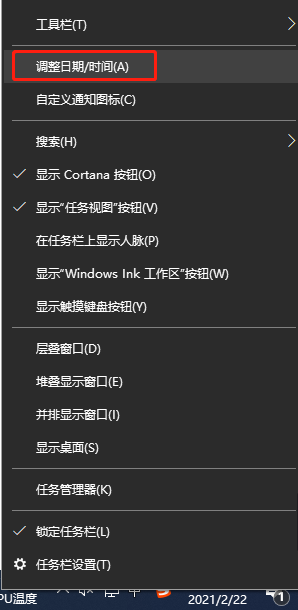 工具栏(T)
调整日期/时间(A)
自定义通知图标(C)
搜索(H)
显示 Cortana 按钮(O)
显示"任务视图"按钮(V)
在任务栏上显示人脉(P)
显示"Windows Ink 工作区"按钮(W)
显示触摸键盘按钮(Y)
层叠窗口(D)
堆叠显示窗口(E)
并排显示窗口(I)
显示桌面(S)
任务管理器(K)
锁定任务栏(L)
任务栏设置(T)
PU温度
2021/2/22